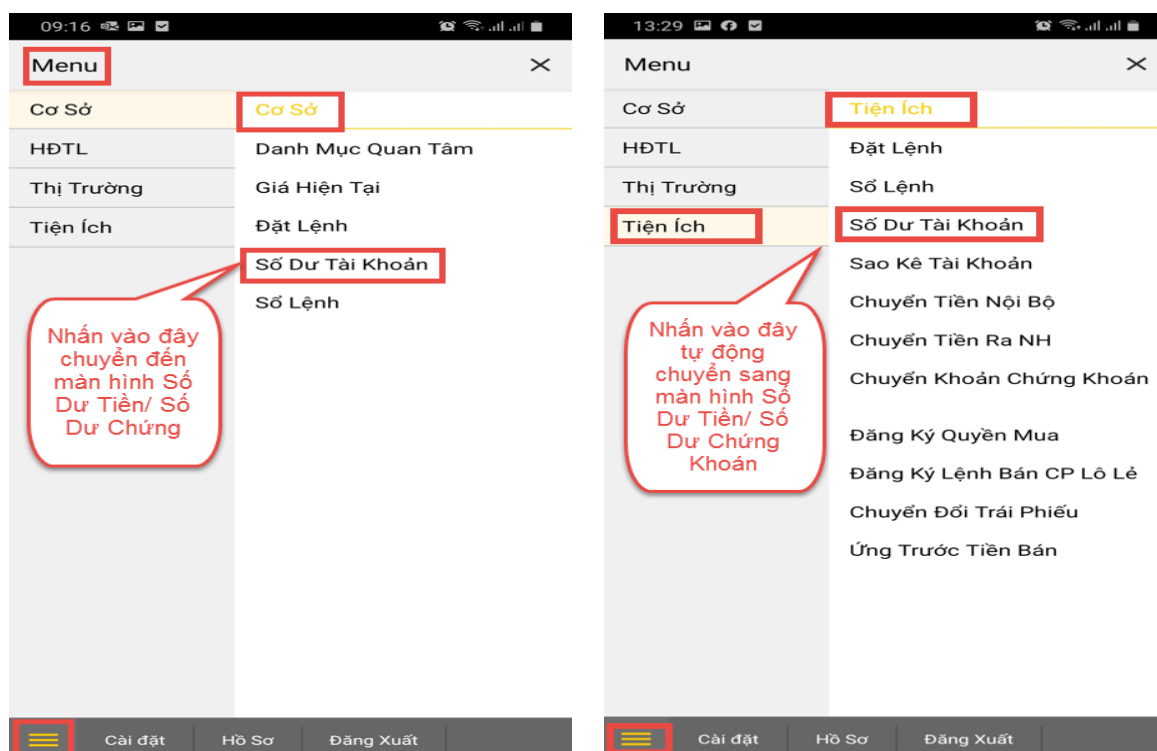 09:16
Menu
Cơ Sở
HĐTL
Thị Trường
Tiện Ích
Cơ Sở
Danh Mục Quan Tâm
Giá Hiện Tại
Đặt Lệnh
Số Dư Tài Khoản
Sổ Lệnh
Nhấn vào đây
chuyển đến
màn hình Số
Dư Tiền/ Số
Dư Chứng
Cài đặt Hồ Sơ Đăng Xuất
13:29
Menu
Cơ Sở
HĐTL
Thị Trường
Tiện Ích
Tiện Ích
Đặt Lệnh
Sổ Lệnh
Số Dư Tài Khoản
Sao Kê Tài Khoản
Chuyển Tiền Nội Bộ
Chuyển Tiền Ra NH
Chuyển Khoản Chứng Khoán
Đăng Ký Quyền Mua
Đăng Ký Lệnh Bán CP Lô Lẻ
Chuyển Đổi Trái Phiếu
Ứng Trước Tiền Bán
Nhấn vào đây
tự động
chuyển sang
màn hình Số
Dư Tiền/ Số
Dư Chứng
Khoán
Cài đặt Hồ Sơ Đăng Xuất